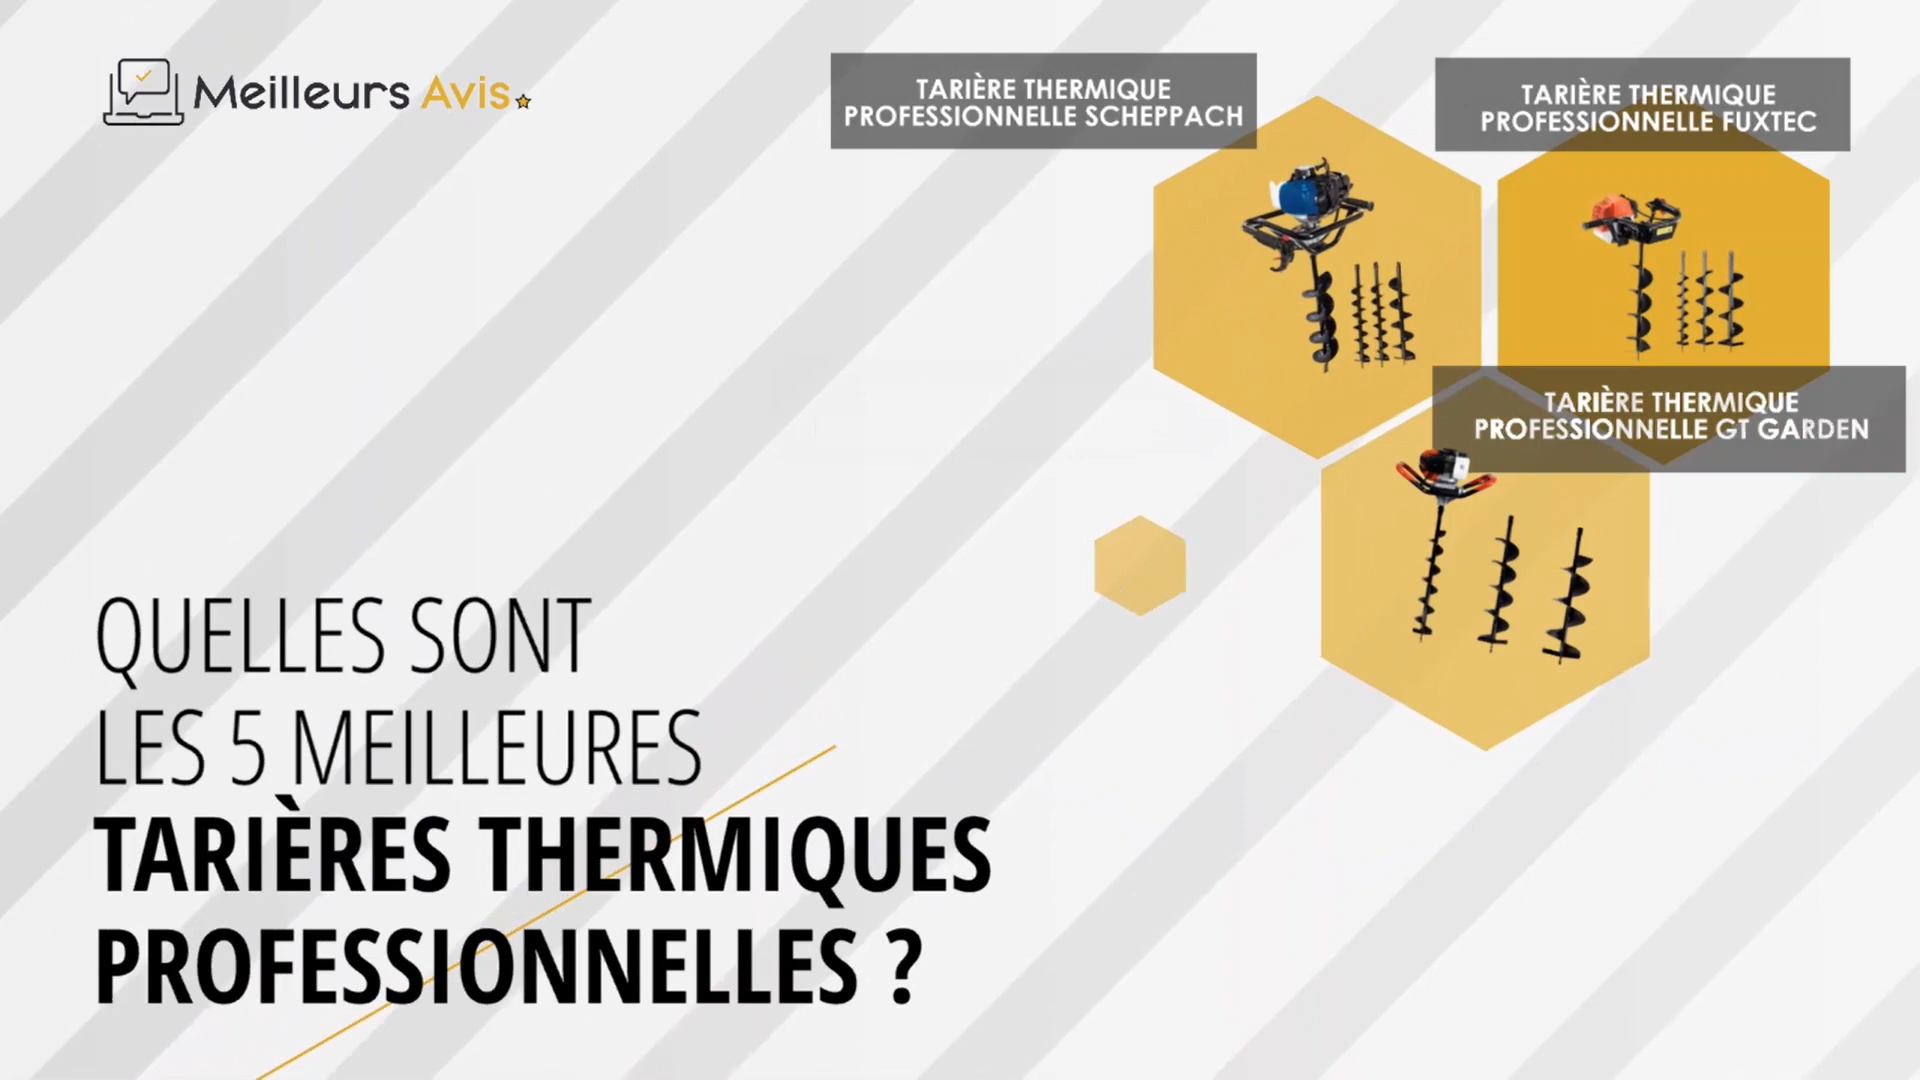 Meilleurs Avis
TARIÈRE THERMIQUE
PROFESSIONNELLE SCHEPPACH
TARIÈRE THERMIQUE
PROFESSIONNELLE FUXTEC
TARIÈRE THERMIQUE
PROFESSIONNELLE GT GARDEN
QUELLES SONT
LES 5 MEILLEURES
TARIÈRES THERMIQUES
PROFESSIONNELLES ?